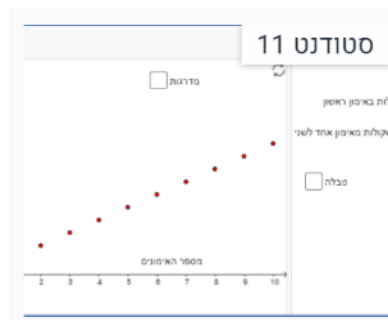 סטודנט 11
מדרגות
ות באימון ראשון
קולות מאימון אחד לשני
טבלה
מספר האימונים
2 3 4 5 6 7 8 9 10